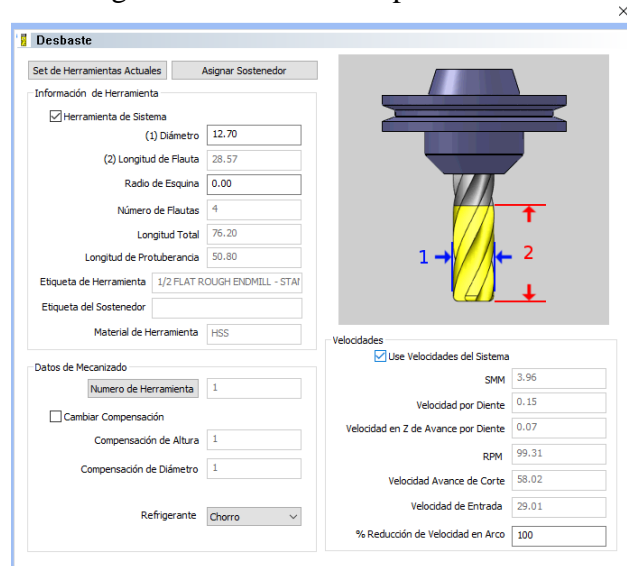 Desbaste
Set de Herramientas Actuales
Asignar Sostenedor
Información de Herramienta
Herramienta de Sistema
(1) Diámetro 12.70
(2) Longitud de Flauta 28.57
Radio de Esquina 0.00
Número de Flautas 4
Longitud Total 76.20
Longitud de Protuberancia 50.80
Etiqueta de Herramienta 1/2 FLAT ROUGH ENDMILL - STAN
Etiqueta del Sostenedor
Material de Herramienta HSS
Datos de Mecanizado
Numero de Herramienta 1
Cambiar Compensación
Compensación de Altura 1
Compensación de Diámetro 1
Refrigerante Chorro
1
2
Velocidades
Use Velocidades del Sistema
SMM 3.96
Velocidad por Diente 0.15
Velocidad en Z de Avance por Diente 0.07
RPM 99.31
Velocidad Avance de Corte 58.02
Velocidad de Entrada 29.01
% Reducción de Velocidad en Arco 100